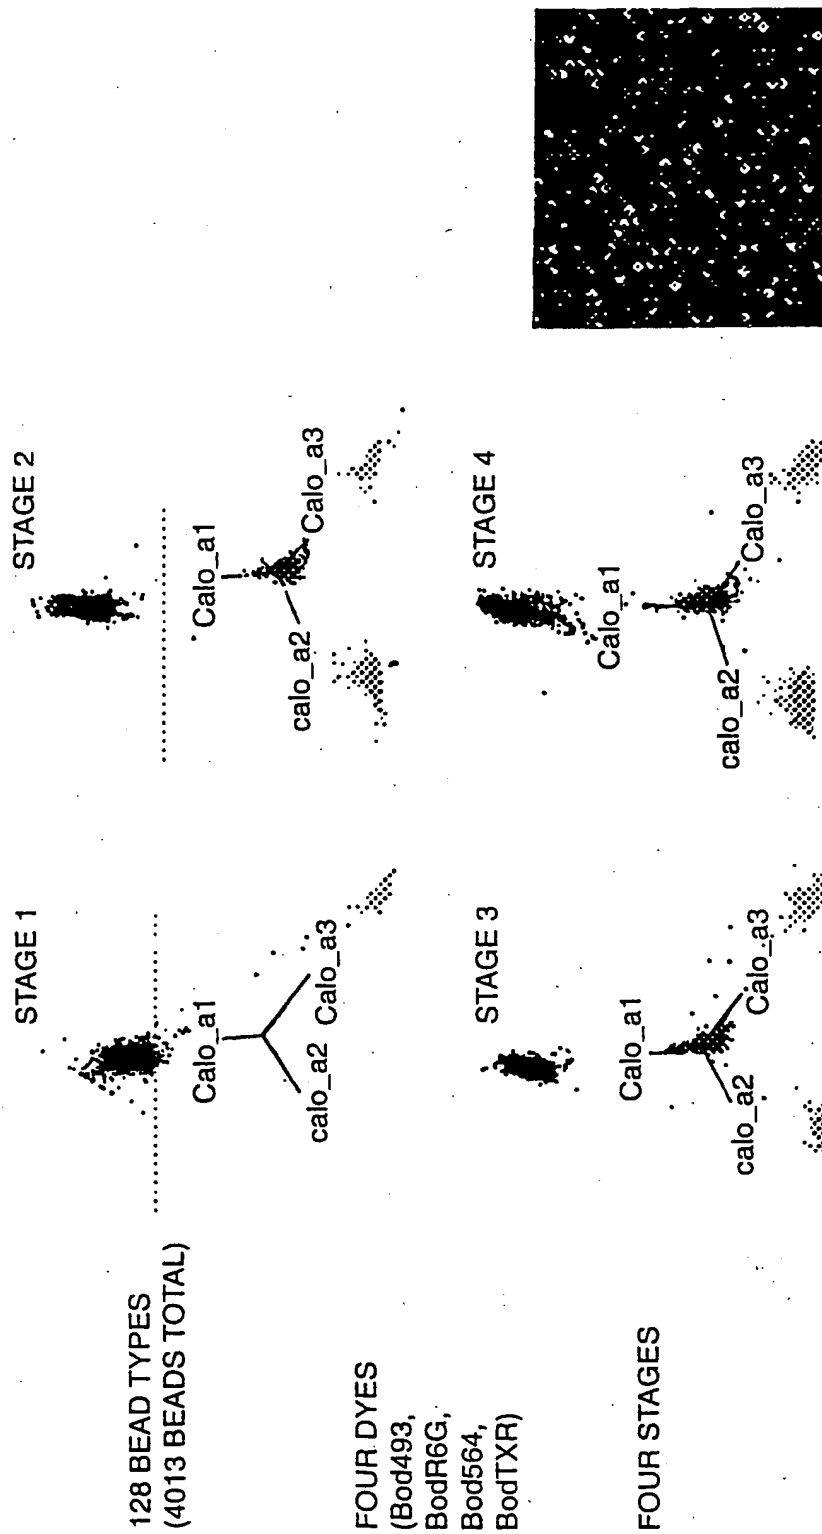 128 BEAD TYPES
(4013 BEADS TOTAL)
FOUR DYES
(Bod493,
BodR6G,
Bod564,
BodTXR)
FOUR STAGES
STAGE 1
Calo_a1
calo_a2
Calo_a3
STAGE 2
Calo_a1
calo_a2
Calo_a3
STAGE 3
Calo_a1
calo_a2
Calo_a3
STAGE 4
Calo_a1
calo_a2
Calo_a3